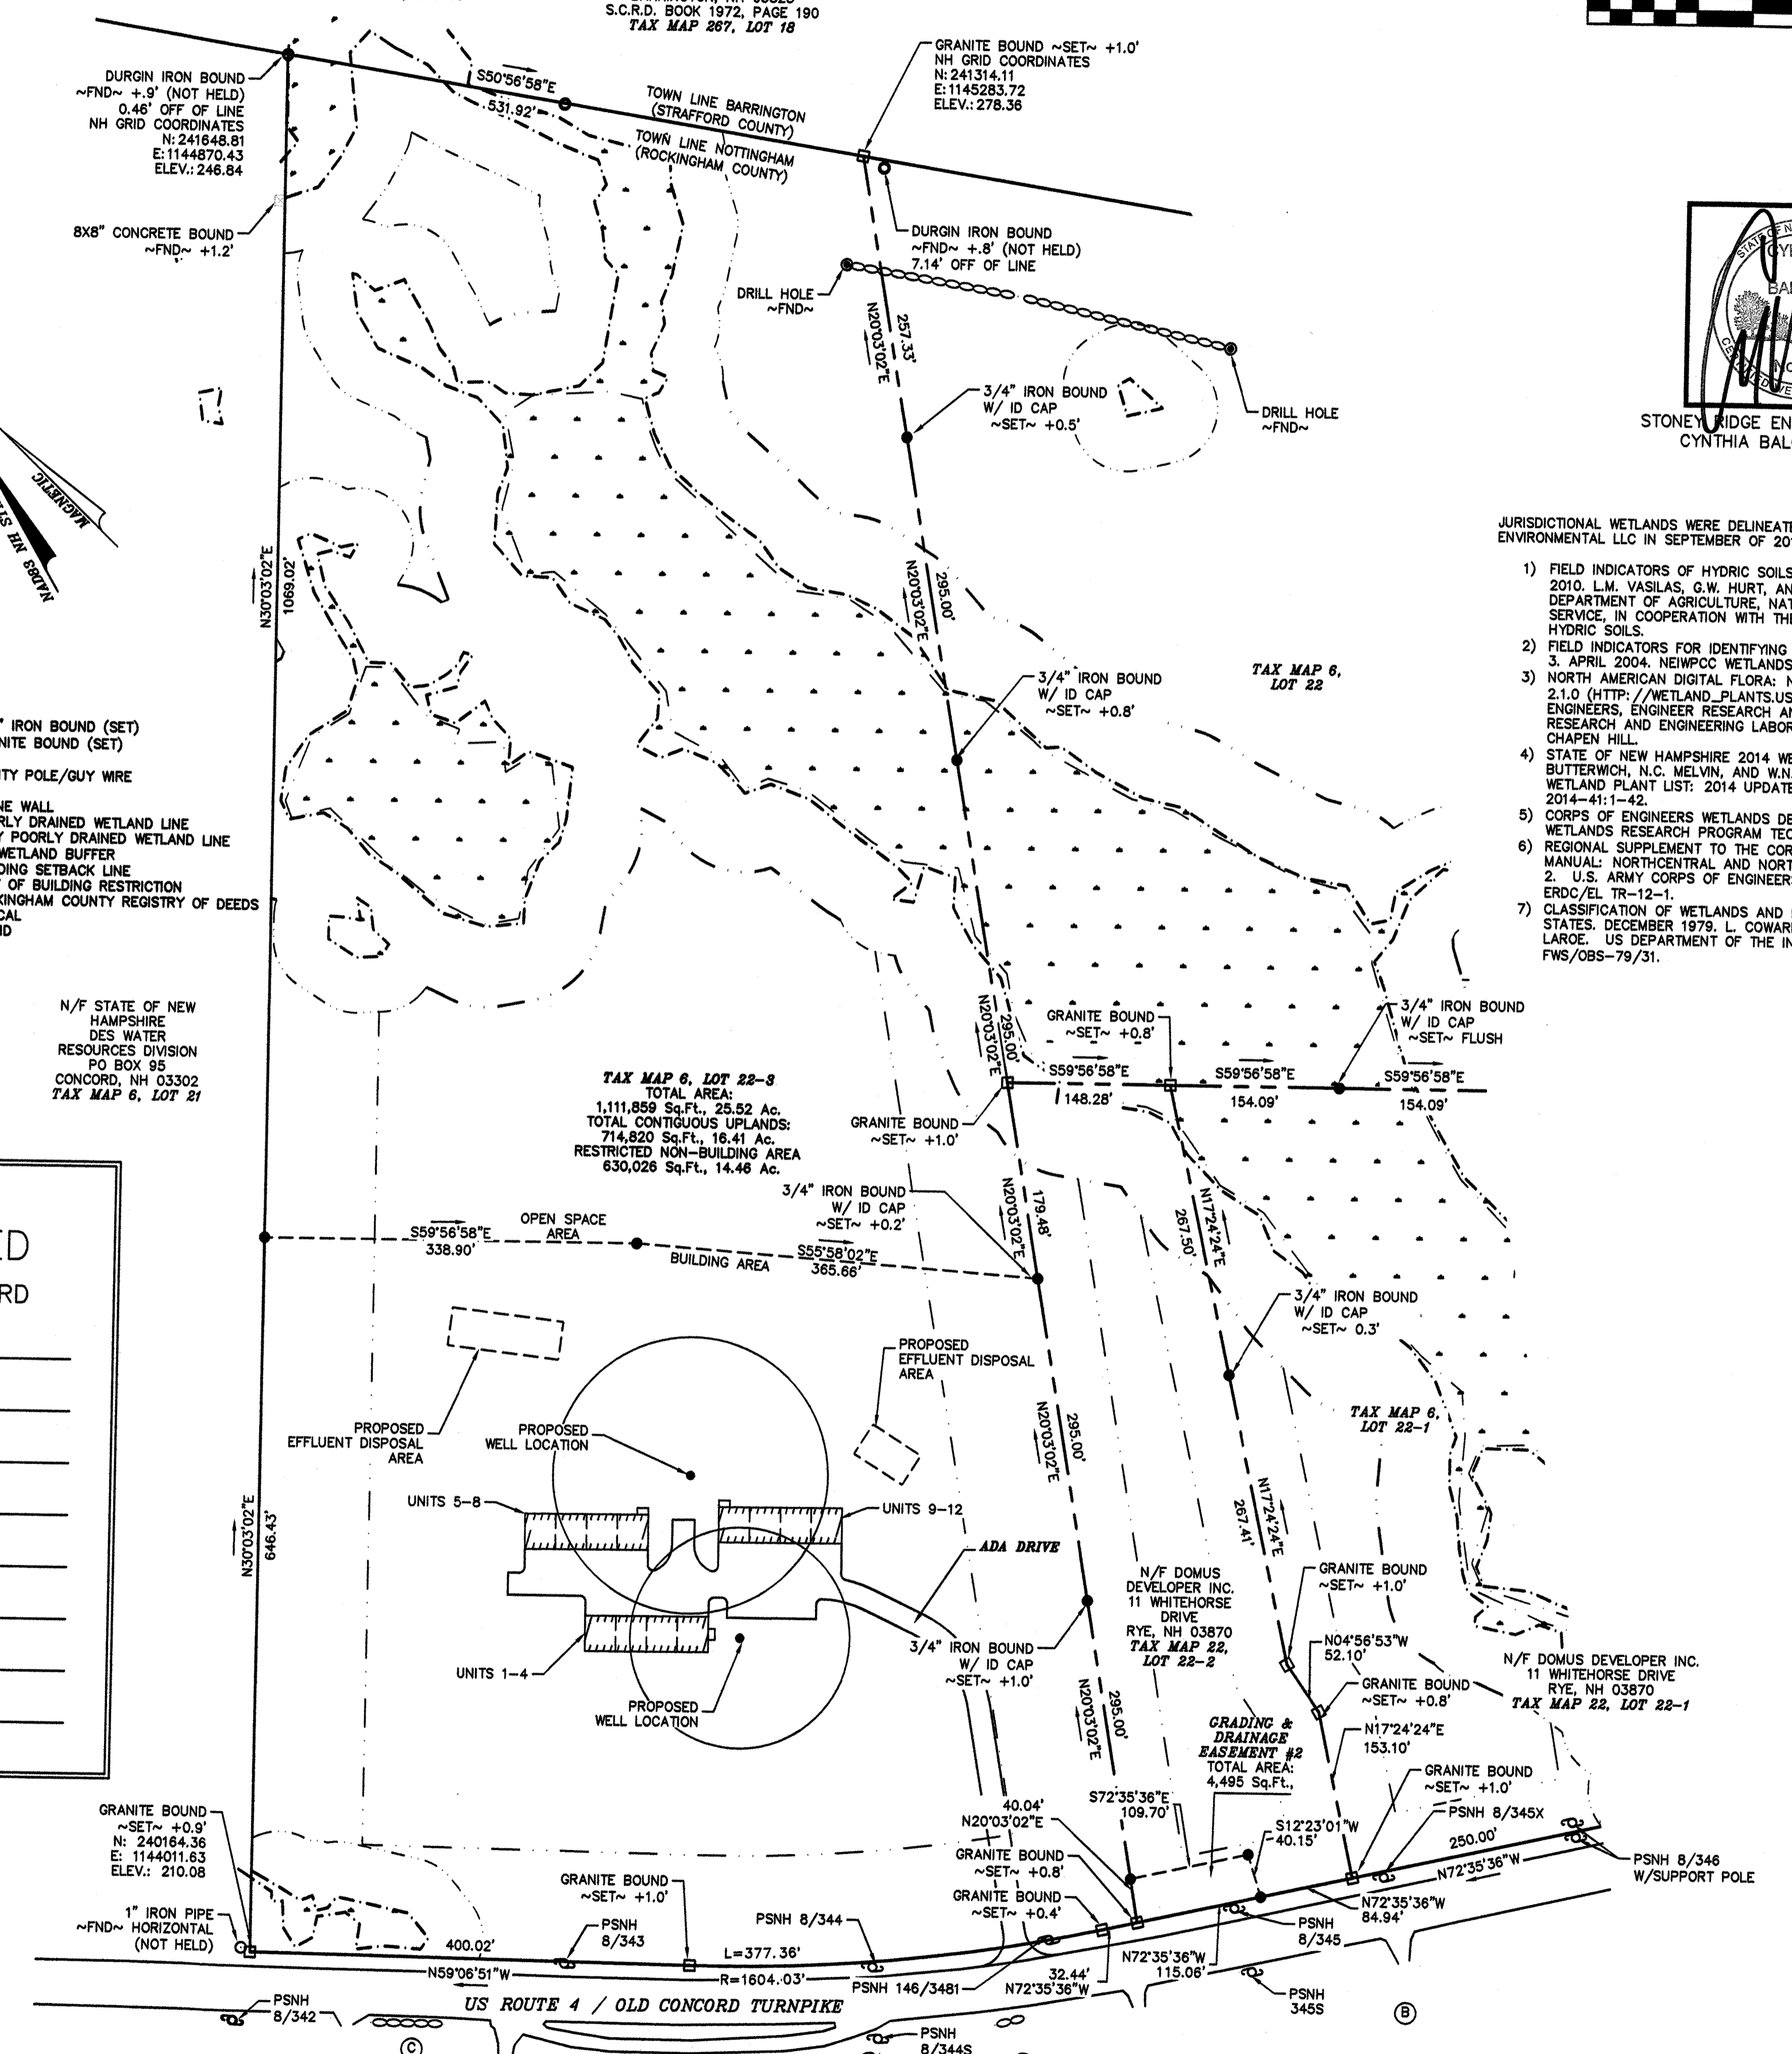 S.C.R.D. BOOK 1972, PAGE 190
TAX MAP 267, LOT 18
GRANITE BOUND ~SET~ +1.0'
NH GRID COORDINATES
N: 241314.11
E: 1145283.72
ELEV.: 278.36
DURGIN IRON BOUND
~FND~ +.9' (NOT HELD)
0.46' OFF OF LINE
NH GRID COORDINATES
N: 241648.81
E: 1144870.43
ELEV.: 246.84
S50°56'58"E
531.92'
TOWN LINE BARRINGTON
(STRAFFORD COUNTY)
TOWN LINE NOTTINGHAM
(ROCKINGHAM COUNTY)
8X8" CONCRETE BOUND
~FND~ +1.2'
DURGIN IRON BOUND
~FND~ +.8' (NOT HELD)
7.14' OFF OF LINE
DRILL HOLE
~FND~
N20°03'02"E
257.33'
3/4" IRON BOUND
W/ ID CAP
~SET~ +0.5'
DRILL HOLE
~FND~
STONEY RIDGE EN
CYNTHIA BAL
MAGNETIC
NAD83 NH ST
JURISDICTIONAL WETLANDS WERE DELINEATE
ENVIRONMENTAL LLC IN SEPTEMBER OF 20
1) FIELD INDICATORS OF HYDRIC SOILS
2010. L.M. VASILAS, G.W. HURT, AN
DEPARTMENT OF AGRICULTURE, NAT
SERVICE, IN COOPERATION WITH THE
HYDRIC SOILS.
2) FIELD INDICATORS FOR IDENTIFYING
3. APRIL 2004. NEIWPCC WETLANDS
3) NORTH AMERICAN DIGITAL FLORA: N
2.1.0 (HTTP: //WETLAND_PLANTS.US
ENGINEERS, ENGINEER RESEARCH AN
RESEARCH AND ENGINEERING LABOR
CHAPEN HILL.
4) STATE OF NEW HAMPSHIRE 2014 WE
BUTTERWICH, N.C. MELVIN, AND W.N.
WETLAND PLANT LIST: 2014 UPDATE
2014-41:1-42.
5) CORPS OF ENGINEERS WETLANDS DE
WETLANDS RESEARCH PROGRAM TEC
6) REGIONAL SUPPLEMENT TO THE COR
MANUAL: NORTHCENTRAL AND NORT
2. U.S. ARMY CORPS OF ENGINEERS
ERDC/EL TR-12-1.
7) CLASSIFICATION OF WETLANDS AND
STATES. DECEMBER 1979. L. COWAR
LAROE. US DEPARTMENT OF THE IN
FWS/OBS-79/31.
N30°03'02"E
1069.02'
N20°03'02"E
295.00'
3/4" IRON BOUND
W/ ID CAP
~SET~ +0.8'
TAX MAP 6,
LOT 22
" IRON BOUND (SET)
NITE BOUND (SET)
TY POLE/GUY WIRE
NE WALL
RLY DRAINED WETLAND LINE
Y POORLY DRAINED WETLAND LINE
WETLAND BUFFER
DING SETBACK LINE
OF BUILDING RESTRICTION
KINGHAM COUNTY REGISTRY OF DEEDS
CAL
ND
N/F STATE OF NEW
HAMPSHIRE
DES WATER
RESOURCES DIVISION
PO BOX 95
CONCORD, NH 03302
TAX MAP 6, LOT 21
N20°03'02"E
295.00'
GRANITE BOUND
~SET~ +0.8'
3/4" IRON BOUND
W/ ID CAP
~SET~ FLUSH
S59°56'58"E
148.28'
S59°56'58"E
154.09'
S59°56'58"E
154.09'
TAX MAP 6, LOT 22-3
TOTAL AREA:
1,111,859 Sq.Ft., 25.52 Ac.
TOTAL CONTIGUOUS UPLANDS:
714,820 Sq.Ft., 16.41 Ac.
RESTRICTED NON-BUILDING AREA
630,026 Sq.Ft., 14.46 Ac.
GRANITE BOUND
~SET~ +1.0'
3/4" IRON BOUND
W/ ID CAP
~SET~ +0.2'
N20°03'02"E
179.48'
N17°24'24"E
267.50'
ED
RD
S59°56'58"E
338.90'
OPEN SPACE
AREA
BUILDING AREA
S55°58'02"E
365.66'
3/4" IRON BOUND
W/ ID CAP
~SET~ 0.3'
PROPOSED
EFFLUENT DISPOSAL
AREA
PROPOSED
EFFLUENT DISPOSAL
AREA
PROPOSED
WELL LOCATION
TAX MAP 6,
LOT 22-1
N20°03'02"E
295.00'
UNITS 5-8
UNITS 9-12
N30°03'02"E
646.43'
ADA DRIVE
N17°24'24"E
267.41'
N/F DOMUS
DEVELOPER INC.
11 WHITEHORSE
DRIVE
RYE, NH 03870
TAX MAP 22,
LOT 22-2
GRANITE BOUND
~SET~ +1.0'
3/4" IRON BOUND
W/ ID CAP
~SET~ +1.0'
UNITS 1-4
PROPOSED
WELL LOCATION
N04°56'53"W
52.10'
GRANITE BOUND
~SET~ +0.8'
N/F DOMUS DEVELOPER INC.
11 WHITEHORSE DRIVE
RYE, NH 03870
TAX MAP 22, LOT 22-1
N20°03'02"E
295.00'
GRADING &
DRAINAGE
EASEMENT #2
TOTAL AREA:
4,495 Sq.Ft.,
N17°24'24"E
153.10'
GRANITE BOUND
~SET~ +1.0'
PSNH 8/345X
S72°35'36"E
109.70'
S12°23'01"W
40.15'
40.04'
N20°03'02"E
GRANITE BOUND
~SET~ +0.8'
GRANITE BOUND
~SET~ +0.4'
250.00'
N72°35'36"W
PSNH 8/346
W/SUPPORT POLE
GRANITE BOUND
~SET~ +0.9'
N: 240164.36
E: 1144011.63
ELEV.: 210.08
1" IRON PIPE
~FND~ HORIZONTAL
(NOT HELD)
GRANITE BOUND
~SET~ +1.0'
PSNH
8/343
PSNH 8/344
N72°35'36"W
84.94'
PSNH
8/345
400.02'
N59°06'51"W
L=377.36'
R=1604.03'
PSNH 146/3481
32.44'
N72°35'36"W
N72°35'36"W
115.06'
PSNH
345S
US ROUTE 4 / OLD CONCORD TURNPIKE
PSNH
8/342
B
C
PSNH
8/344S